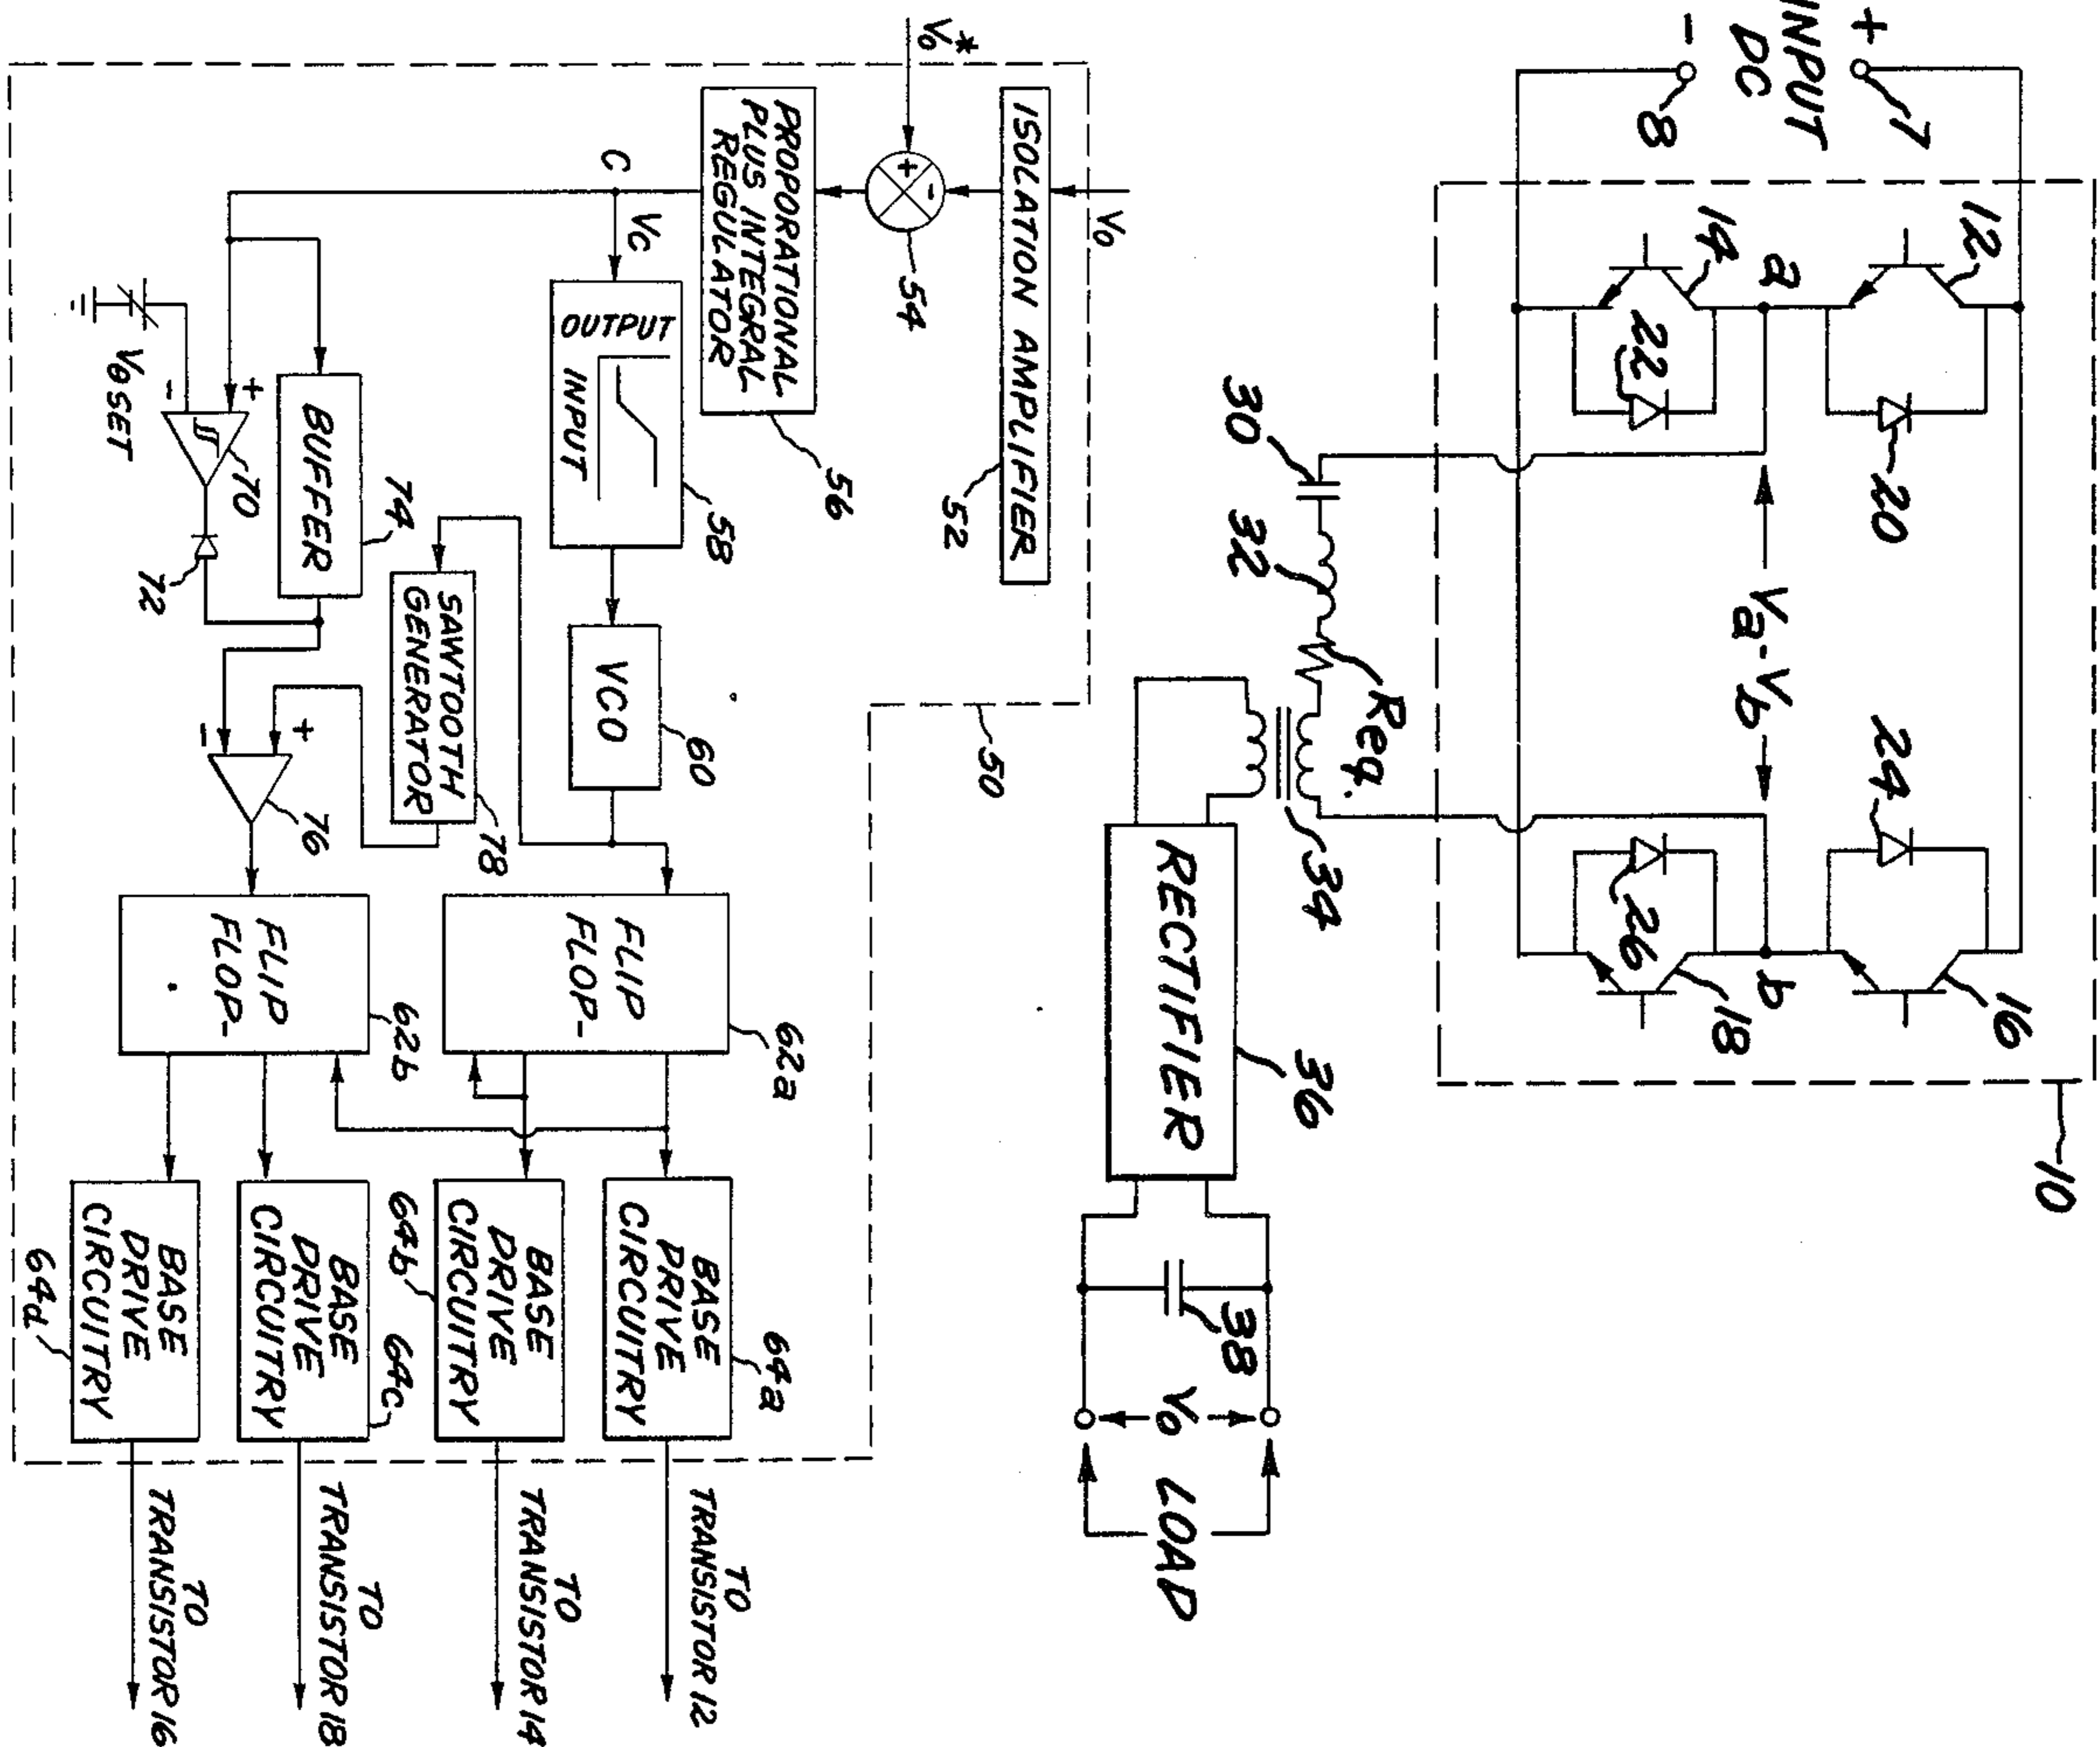 +
7
INPUT
DC
-
8
10
12
20
a
14
22
Va-Vb
24
16
b
26
18
30
32
Req.
34
RECTIFIER
36
38
Vo
LOAD
50
Vo
ISOLATION AMPLIFIER
52
Vo*
+
-
54
PROPORATIONAL
PLUS INTEGRAL
REGULATOR
56
C
Vc
OUTPUT
INPUT
58
VCO
60
SAWTOOTH
GENERATOR
78
BUFFER
74
+
-
70
72
VθSET
+
-
76
FLIP
FLOP-
62a
FLIP
FLOP-
62b
BASE
DRIVE
CIRCUITRY
64a
BASE
DRIVE
CIRCUITRY
64b
BASE
DRIVE
CIRCUITRY
64c
BASE
DRIVE
CIRCUITRY
64d
TO
TRANSISTOR 12
TO
TRANSISTOR 14
TO
TRANSISTOR 18
TO
TRANSISTOR 16